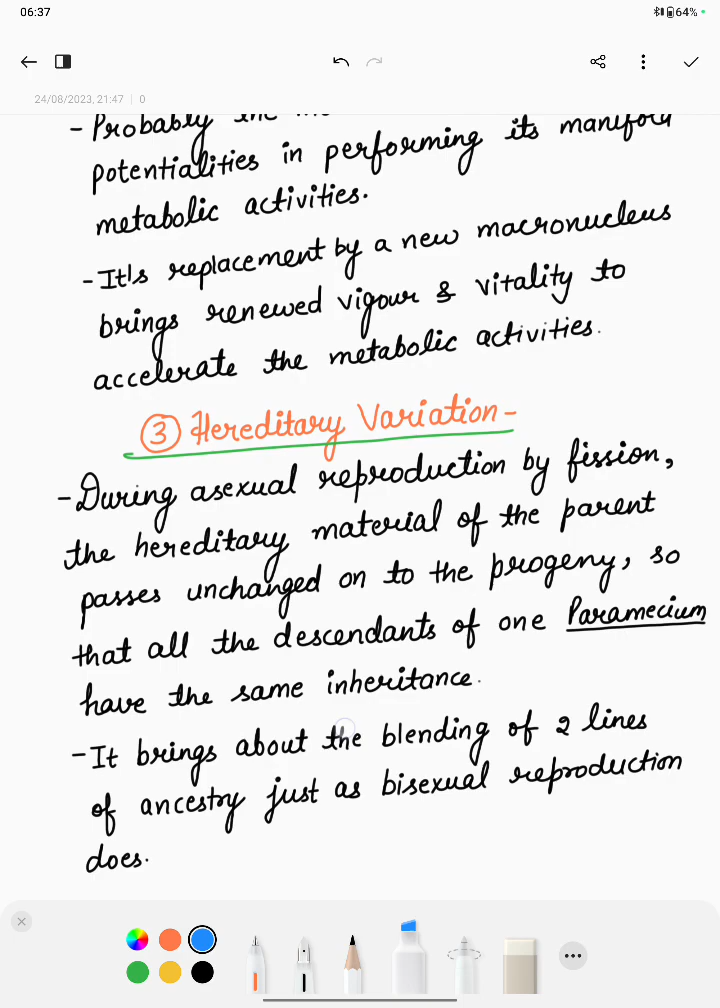 06:37
64%
24/08/2023, 21:47 | 0
- Probably the
potentialities in performing its manifold
metabolic activities.
- It's replacement by a new macronucleus
brings renewed vigour & vitality to
accelerate the metabolic activities.
③ Hereditary Variation-
- During asexual reproduction by fission,
the hereditary material of the parent
passes unchanged on to the progeny, so
that all the descendants of one Paramecium
have the same inheritance.
- It brings about the blending of 2 lines
of ancestry just as bisexual reproduction
does.